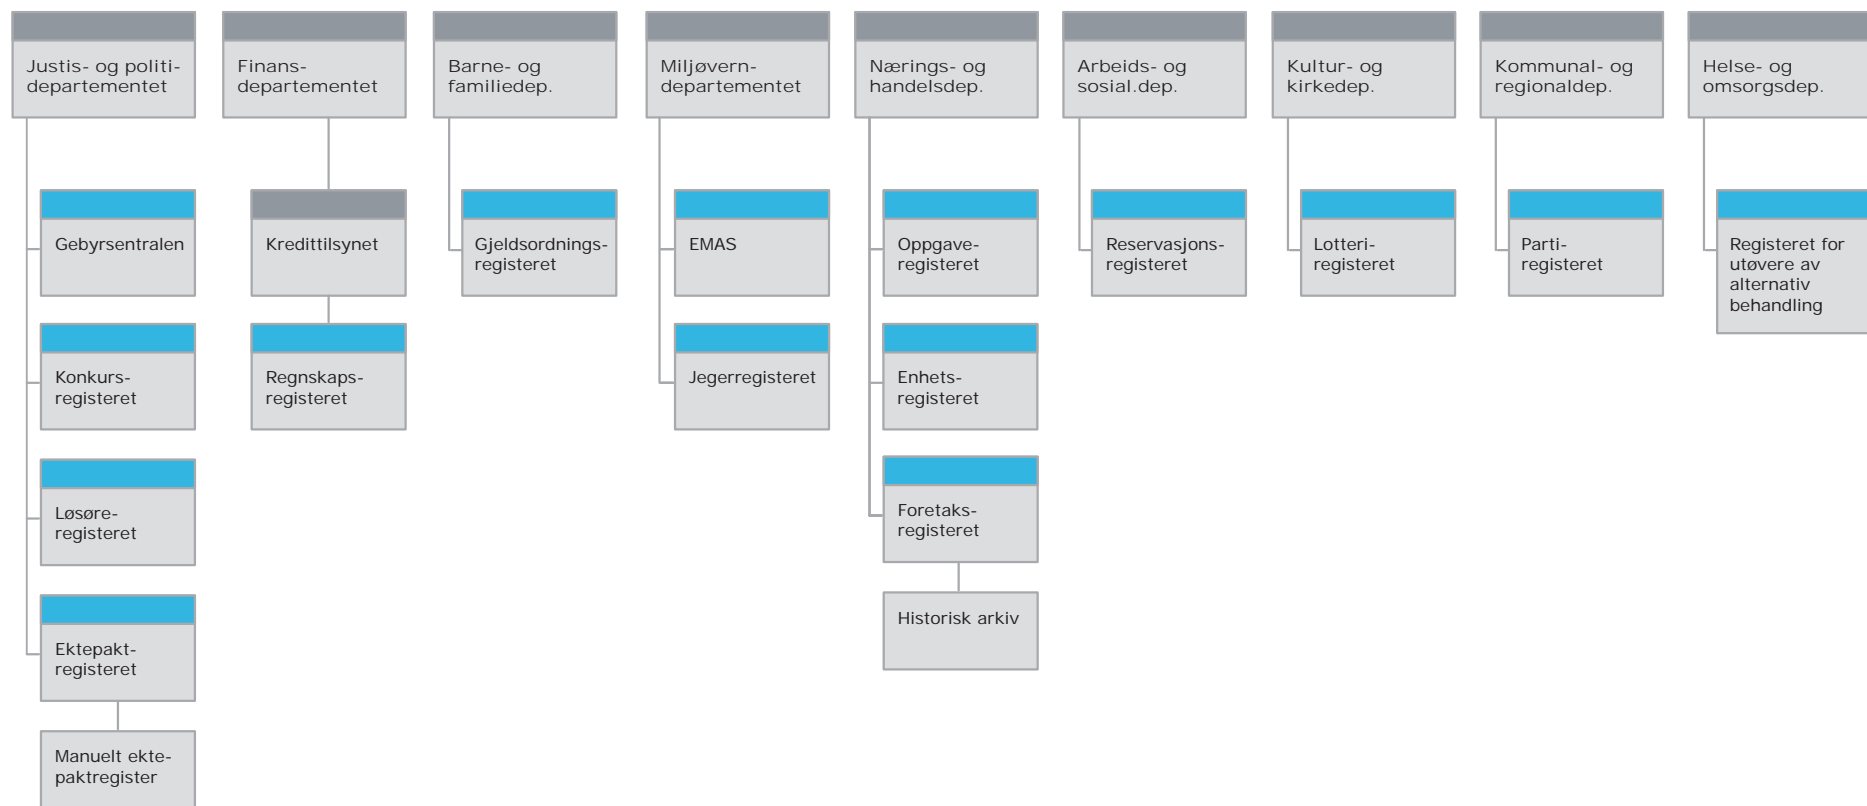 Justis- og politi-
departementet
Finans-
departementet
Barne- og
familiedep.
Miljøvern-
departementet
Nærings- og
handelsdep.
Arbeids- og
sosial.dep.
Kultur- og
kirkedep.
Kommunal- og
regionaldep.
Helse- og
omsorgsdep.
Gebyrsentralen
Kredittilsynet
Gjeldsordnings-
registeret
EMAS
Oppgave-
registeret
Reservasjons-
registeret
Lotteri-
registeret
Parti-
registeret
Registeret for
utøvere av
alternativ
behandling
Konkurs-
registeret
Regnskaps-
registeret
Jegerregisteret
Enhets-
registeret
Løsøre-
registeret
Foretaks-
registeret
Ektepakt-
registeret
Historisk arkiv
Manuelt ekte-
paktregister